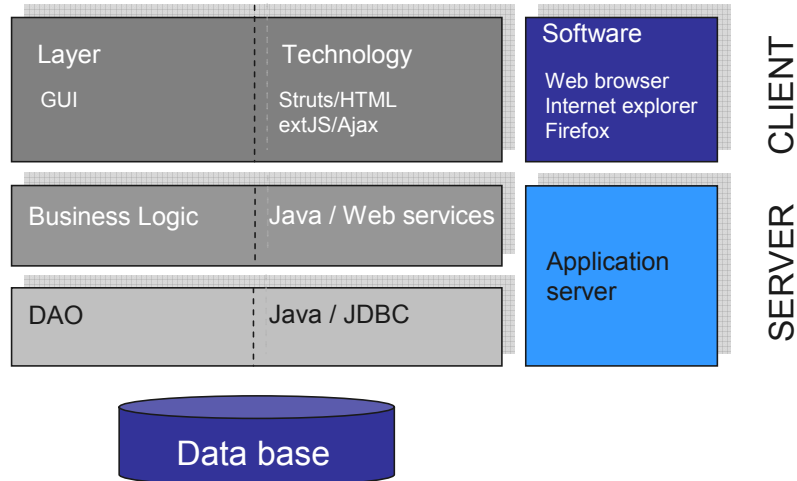 Layer
GUI
Technology
Struts/HTML
extJS/Ajax
Software
Web browser
Internet explorer
Firefox
CLIENT
Business Logic
Java / Web services
DAO
Java / JDBC
Application
server
SERVER
Data base